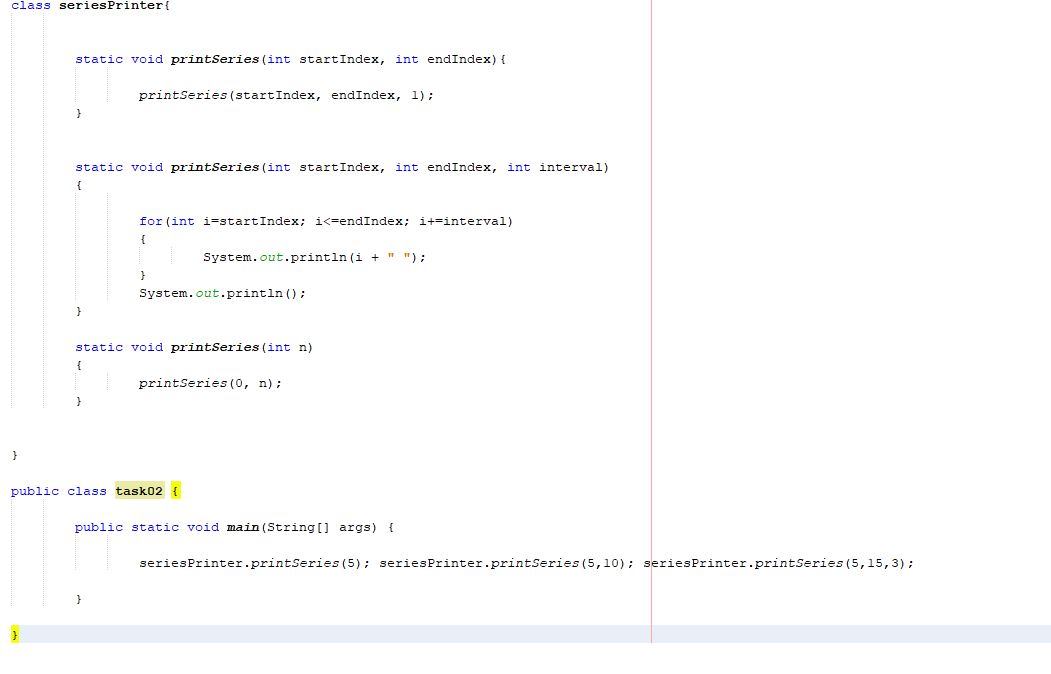 class seriesPrinter{
static void printSeries(int startIndex, int endIndex){
printSeries(startIndex, endIndex, 1);
}
static void printSeries(int startIndex, int endIndex, int interval)
{
for(int i=startIndex; i<=endIndex; i+=interval)
{
System.out.println(i + " ");
}
System.out.println();
}
static void printSeries(int n)
{
printSeries(0, n);
}
}
public class task02 {
public static void main(String[] args) {
seriesPrinter.printSeries(5); seriesPrinter.printSeries(5,10); seriesPrinter.printSeries(5,15,3);
}
}